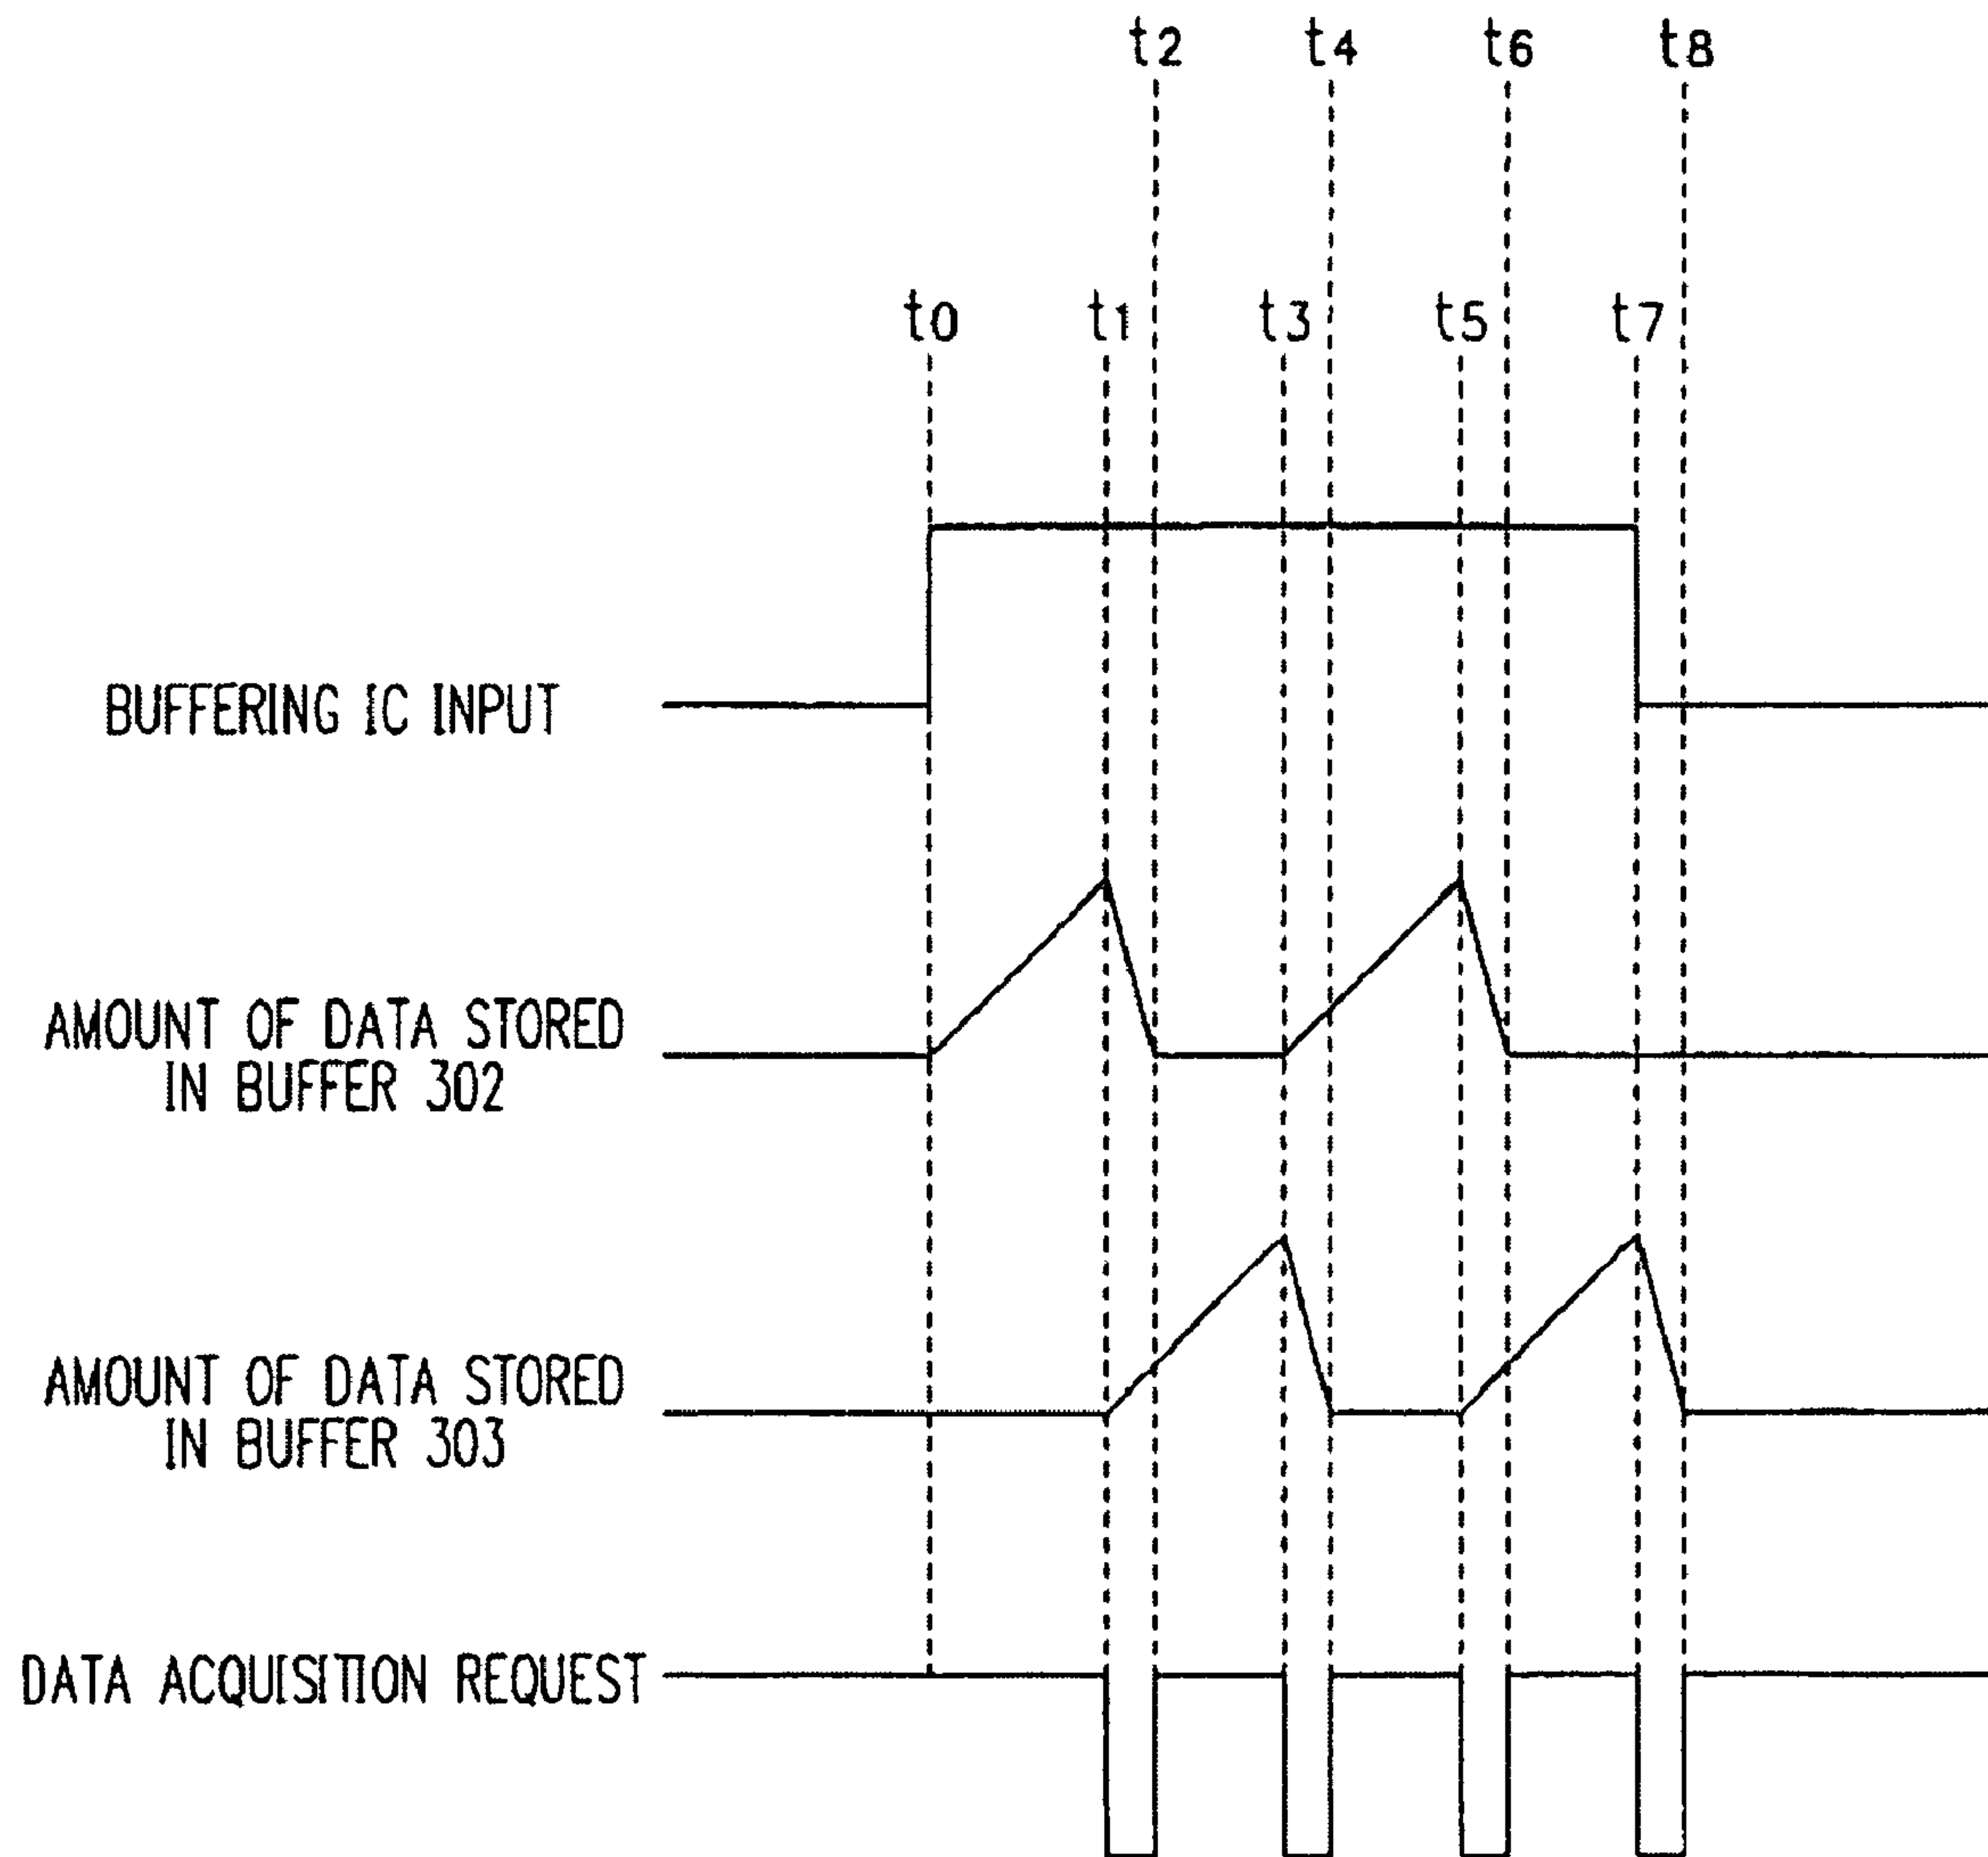 t2 t4 t6 t8
t0 t1 t3 t5 t7
BUFFERING IC INPUT
AMOUNT OF DATA STORED
IN BUFFER 302
AMOUNT OF DATA STORED
IN BUFFER 303
DATA ACQUISITION REQUEST